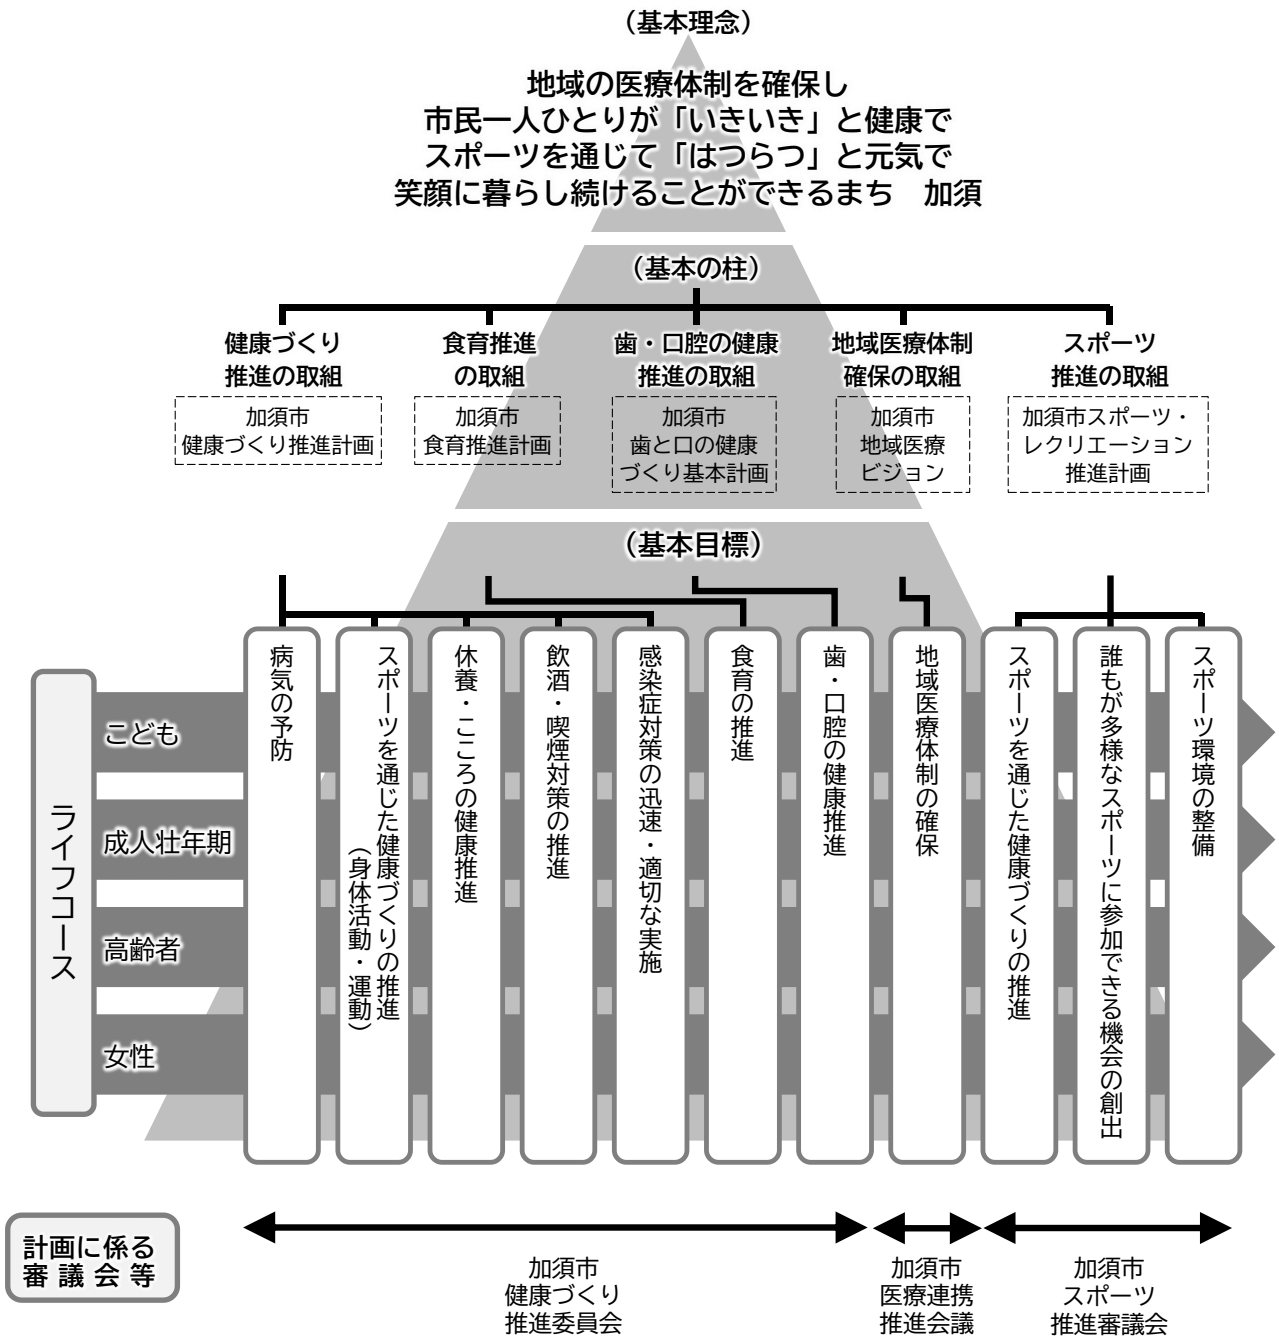 （基本理念）
地域の医療体制を確保し
市民一人ひとりが「いきいき」と健康で
スポーツを通じて「はつらつ」と元気で
笑顔に暮らし続けることができるまち　加須
（基本の柱）
健康づくり
推進の取組
食育推進
の取組
歯・口腔の健康
推進の取組
地域医療体制
確保の取組
スポーツ
推進の取組
加須市
健康づくり推進計画
加須市
食育推進計画
加須市
歯と口の健康
づくり基本計画
加須市
地域医療
ビジョン
加須市スポーツ・
レクリエーション
推進計画
（基本目標）
病気の予防
スポーツを通じた健康づくりの推進
（身体活動・運動）
休養・こころの健康推進
飲酒・喫煙対策の推進
感染症対策の迅速・適切な実施
食育の推進
歯・口腔の健康推進
地域医療体制の確保
スポーツを通じた健康づくりの推進
誰もが多様なスポーツに参加できる機会の創出
スポーツ環境の整備
ライフコース
こども
成人壮年期
高齢者
女性
計画に係る
審議会等
加須市
健康づくり
推進委員会
加須市
医療連携
推進会議
加須市
スポーツ
推進審議会